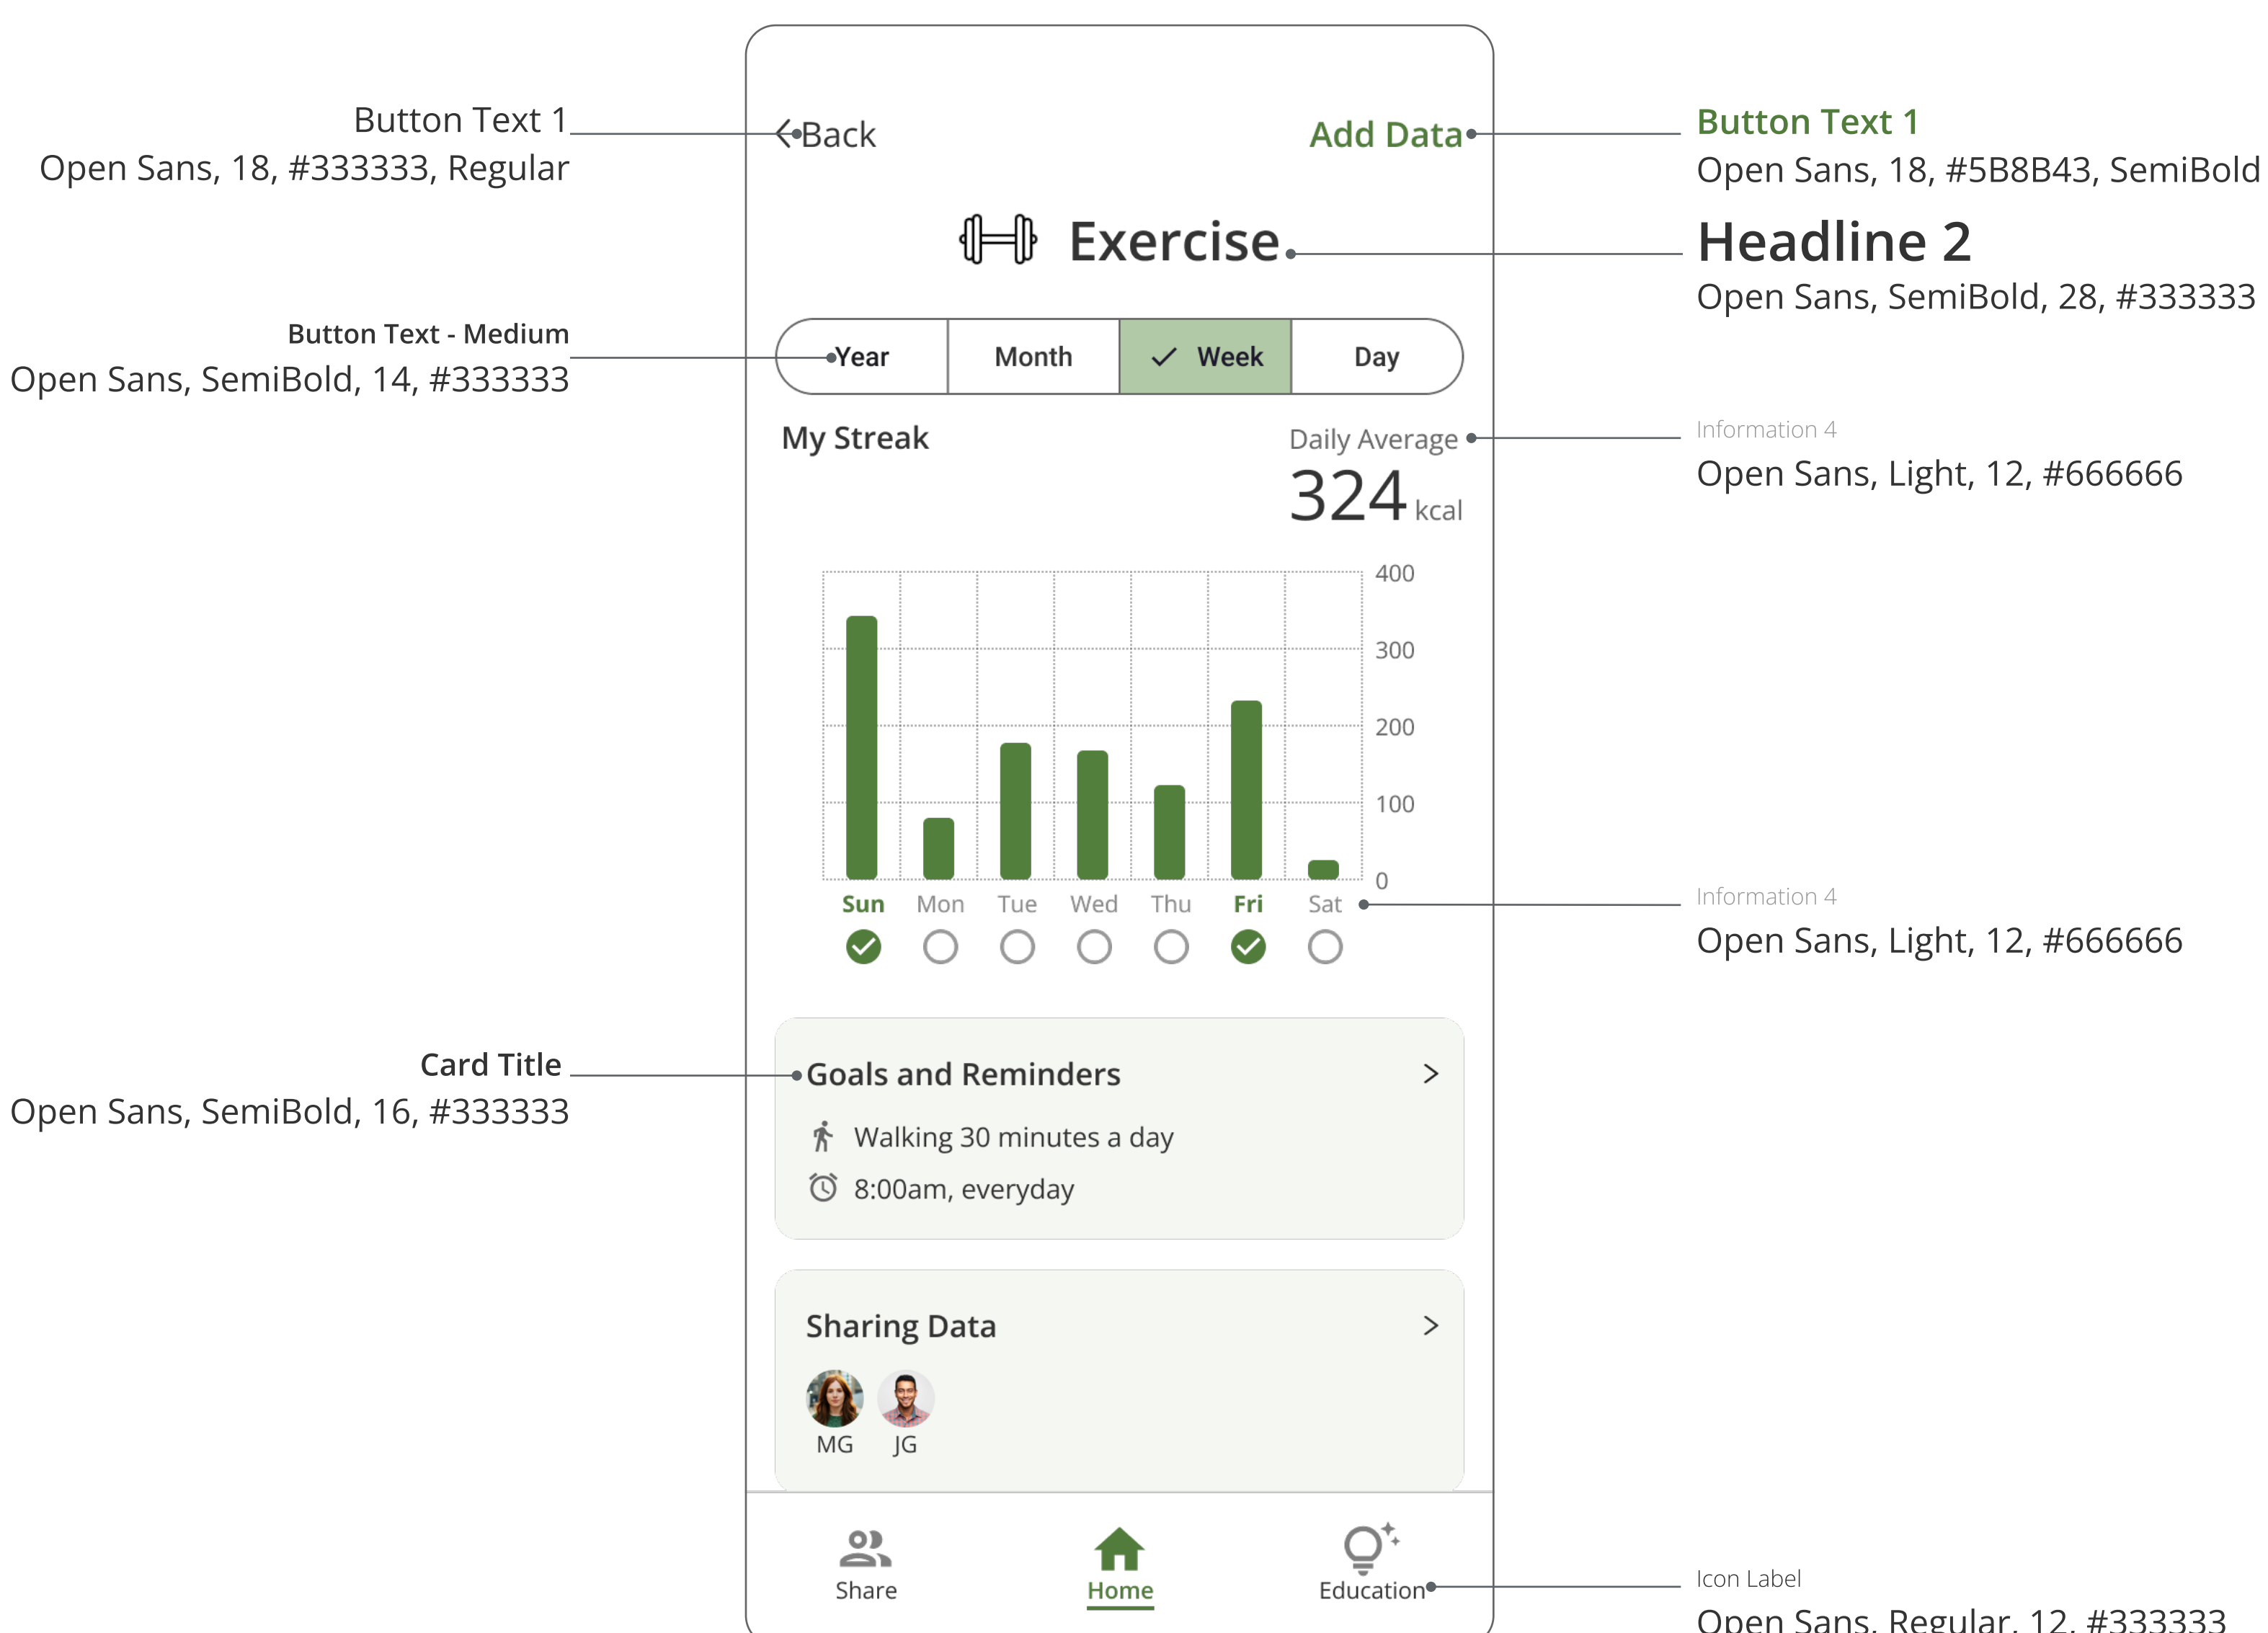 Button Text 1
Open Sans, 18, #333333, Regular
Back
Add Data
Button Text 1
Open Sans, 18, #5B8B43, SemiBold
Exercise
Headline 2
Open Sans, SemiBold, 28, #333333
Button Text - Medium
Open Sans, SemiBold, 14, #333333
Year Month Week Day
My Streak
Daily Average
324 kcal
Information 4
Open Sans, Light, 12, #666666
400
300
200
100
0
Sun Mon Tue Wed Thu Fri Sat
Information 4
Open Sans, Light, 12, #666666
Card Title
Open Sans, SemiBold, 16, #333333
Goals and Reminders
Walking 30 minutes a day
8:00am, everyday
Sharing Data
MG JG
Share Home Education
Icon Label
Open Sans, Regular, 12, #333333